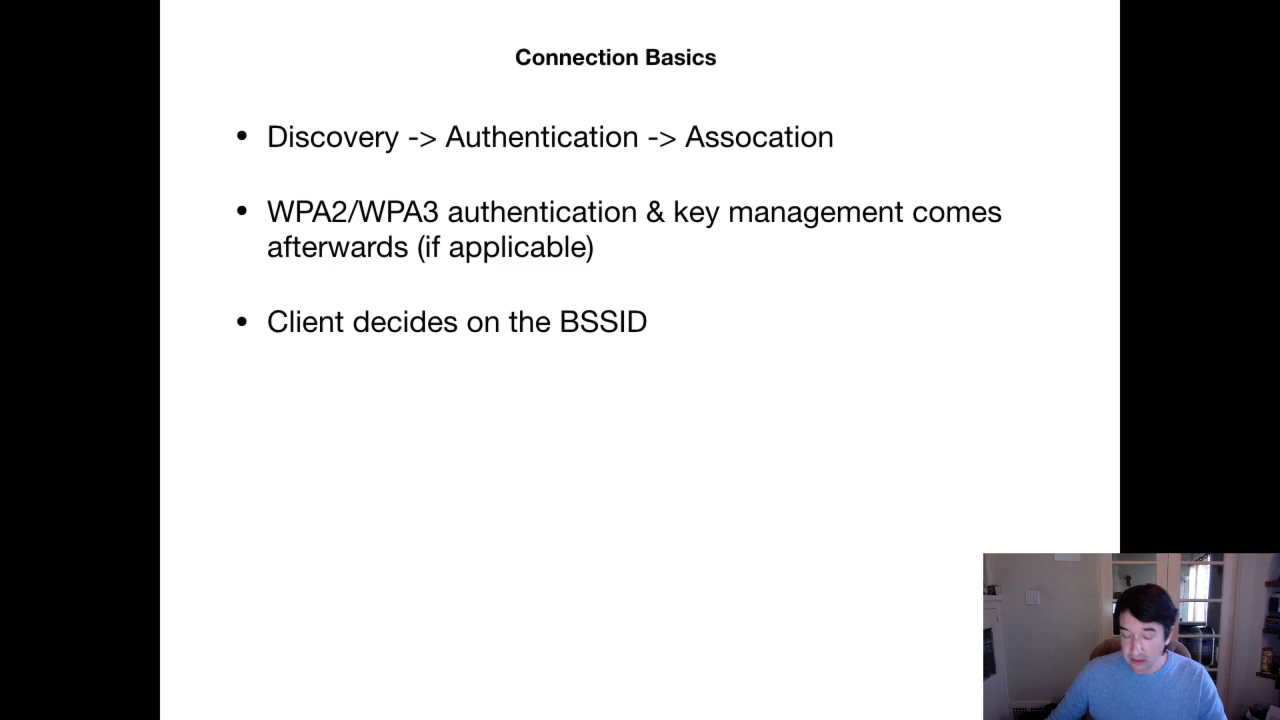 Connection Basics
• Discovery -> Authentication -> Assocation
• WPA2/WPA3 authentication & key management comes
afterwards (if applicable)
• Client decides on the BSSID